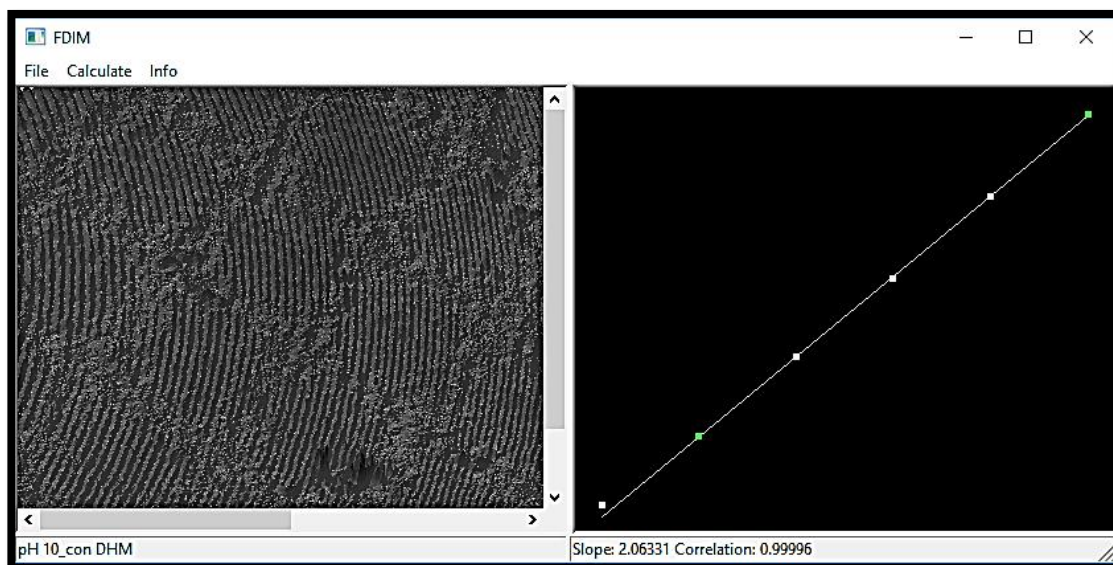 FDIM
File Calculate Info
pH 10_con DHM
Slope: 2.06331 Correlation: 0.99996